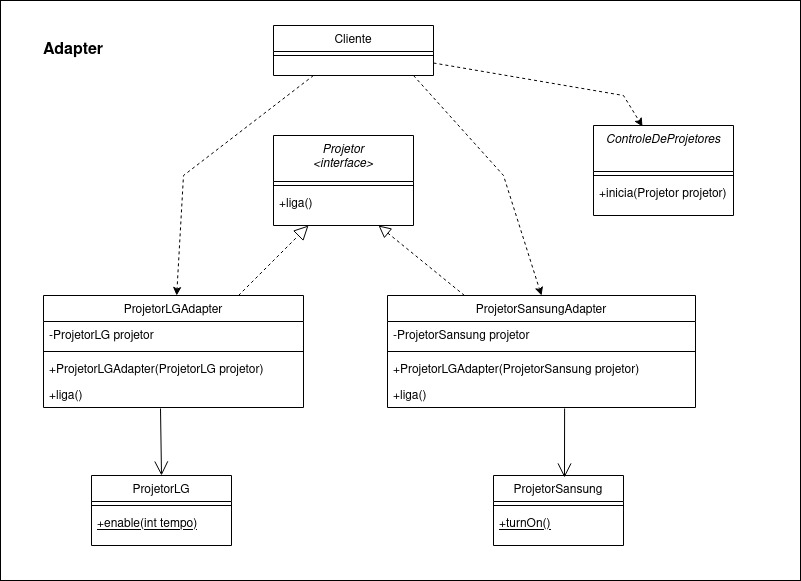 Adapter
Cliente
Projetor
<interface>
+liga()
ControleDeProjetores
+inicia(Projetor projetor)
ProjetorLGAdapter
-ProjetorLG projetor
+ProjetorLGAdapter(ProjetorLG projetor)
+liga()
ProjetorSansungAdapter
-ProjetorSansung projetor
+ProjetorLGAdapter(ProjetorSansung projetor)
+liga()
ProjetorLG
+enable(int tempo)
ProjetorSansung
+turnOn()